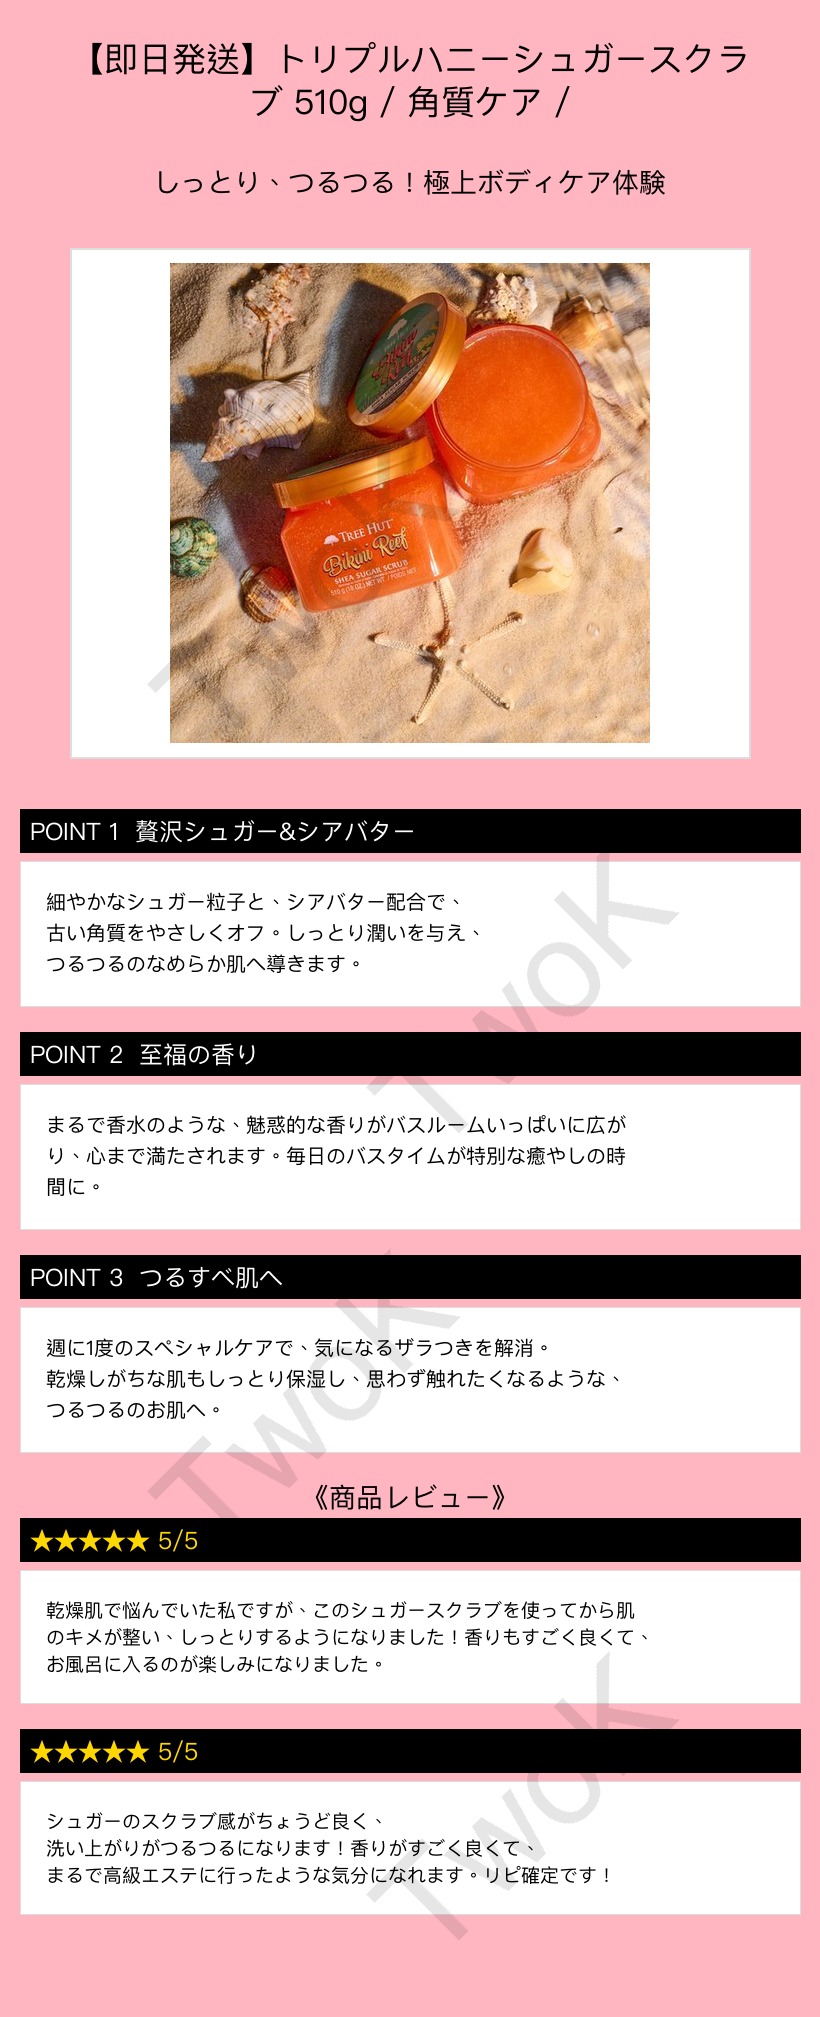 【即日発送】トリプルハニーシュガースクラ
ブ 510g / 角質ケア /
しっとり、つるつる！極上ボディケア体験
TREE HUT
Bikini Reef
SHEA SUGAR SCRUB
510 g (18 OZ.) NET WT. / POIDS NET
POINT 1 贅沢シュガー&シアバター
細やかなシュガー粒子と、シアバター配合で、
古い角質をやさしくオフ。しっとり潤いを与え、
つるつるのなめらか肌へ導きます。
POINT 2 至福の香り
まるで香水のような、魅惑的な香りがバスルームいっぱいに広が
り、心まで満たされます。毎日のバスタイムが特別な癒やしの時
間に。
POINT 3 つるすべ肌へ
週に1度のスペシャルケアで、気になるザラつきを解消。
乾燥しがちな肌もしっとり保湿し、思わず触れたくなるような、
つるつるのお肌へ。
《商品レビュー》
★★★★★ 5/5
乾燥肌で悩んでいた私ですが、このシュガースクラブを使ってから肌
のキメが整い、しっとりするようになりました！香りもすごく良くて、
お風呂に入るのが楽しみになりました。
★★★★★ 5/5
シュガーのスクラブ感がちょうど良く、
洗い上がりがつるつるになります！香りがすごく良くて、
まるで高級エステに行ったような気分になれます。リピ確定です！
TwoK
TwoK
TwoK
TwoK